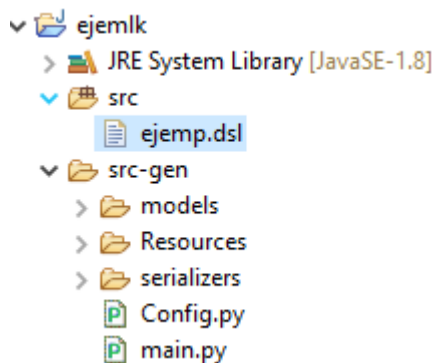 ejemlk
JRE System Library [JavaSE-1.8]
src
ejemp.dsl
src-gen
models
Resources
serializers
Config.py
main.py